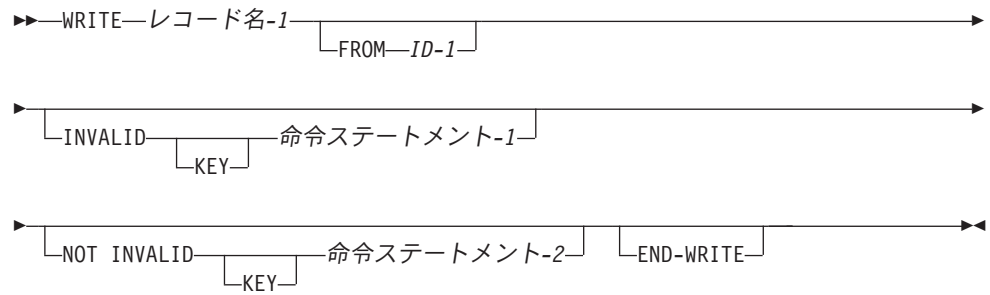 WRITE レコード名-1
FROM ID-1
INVALID 命令ステートメント-1
KEY
NOT INVALID 命令ステートメント-2 END-WRITE
KEY